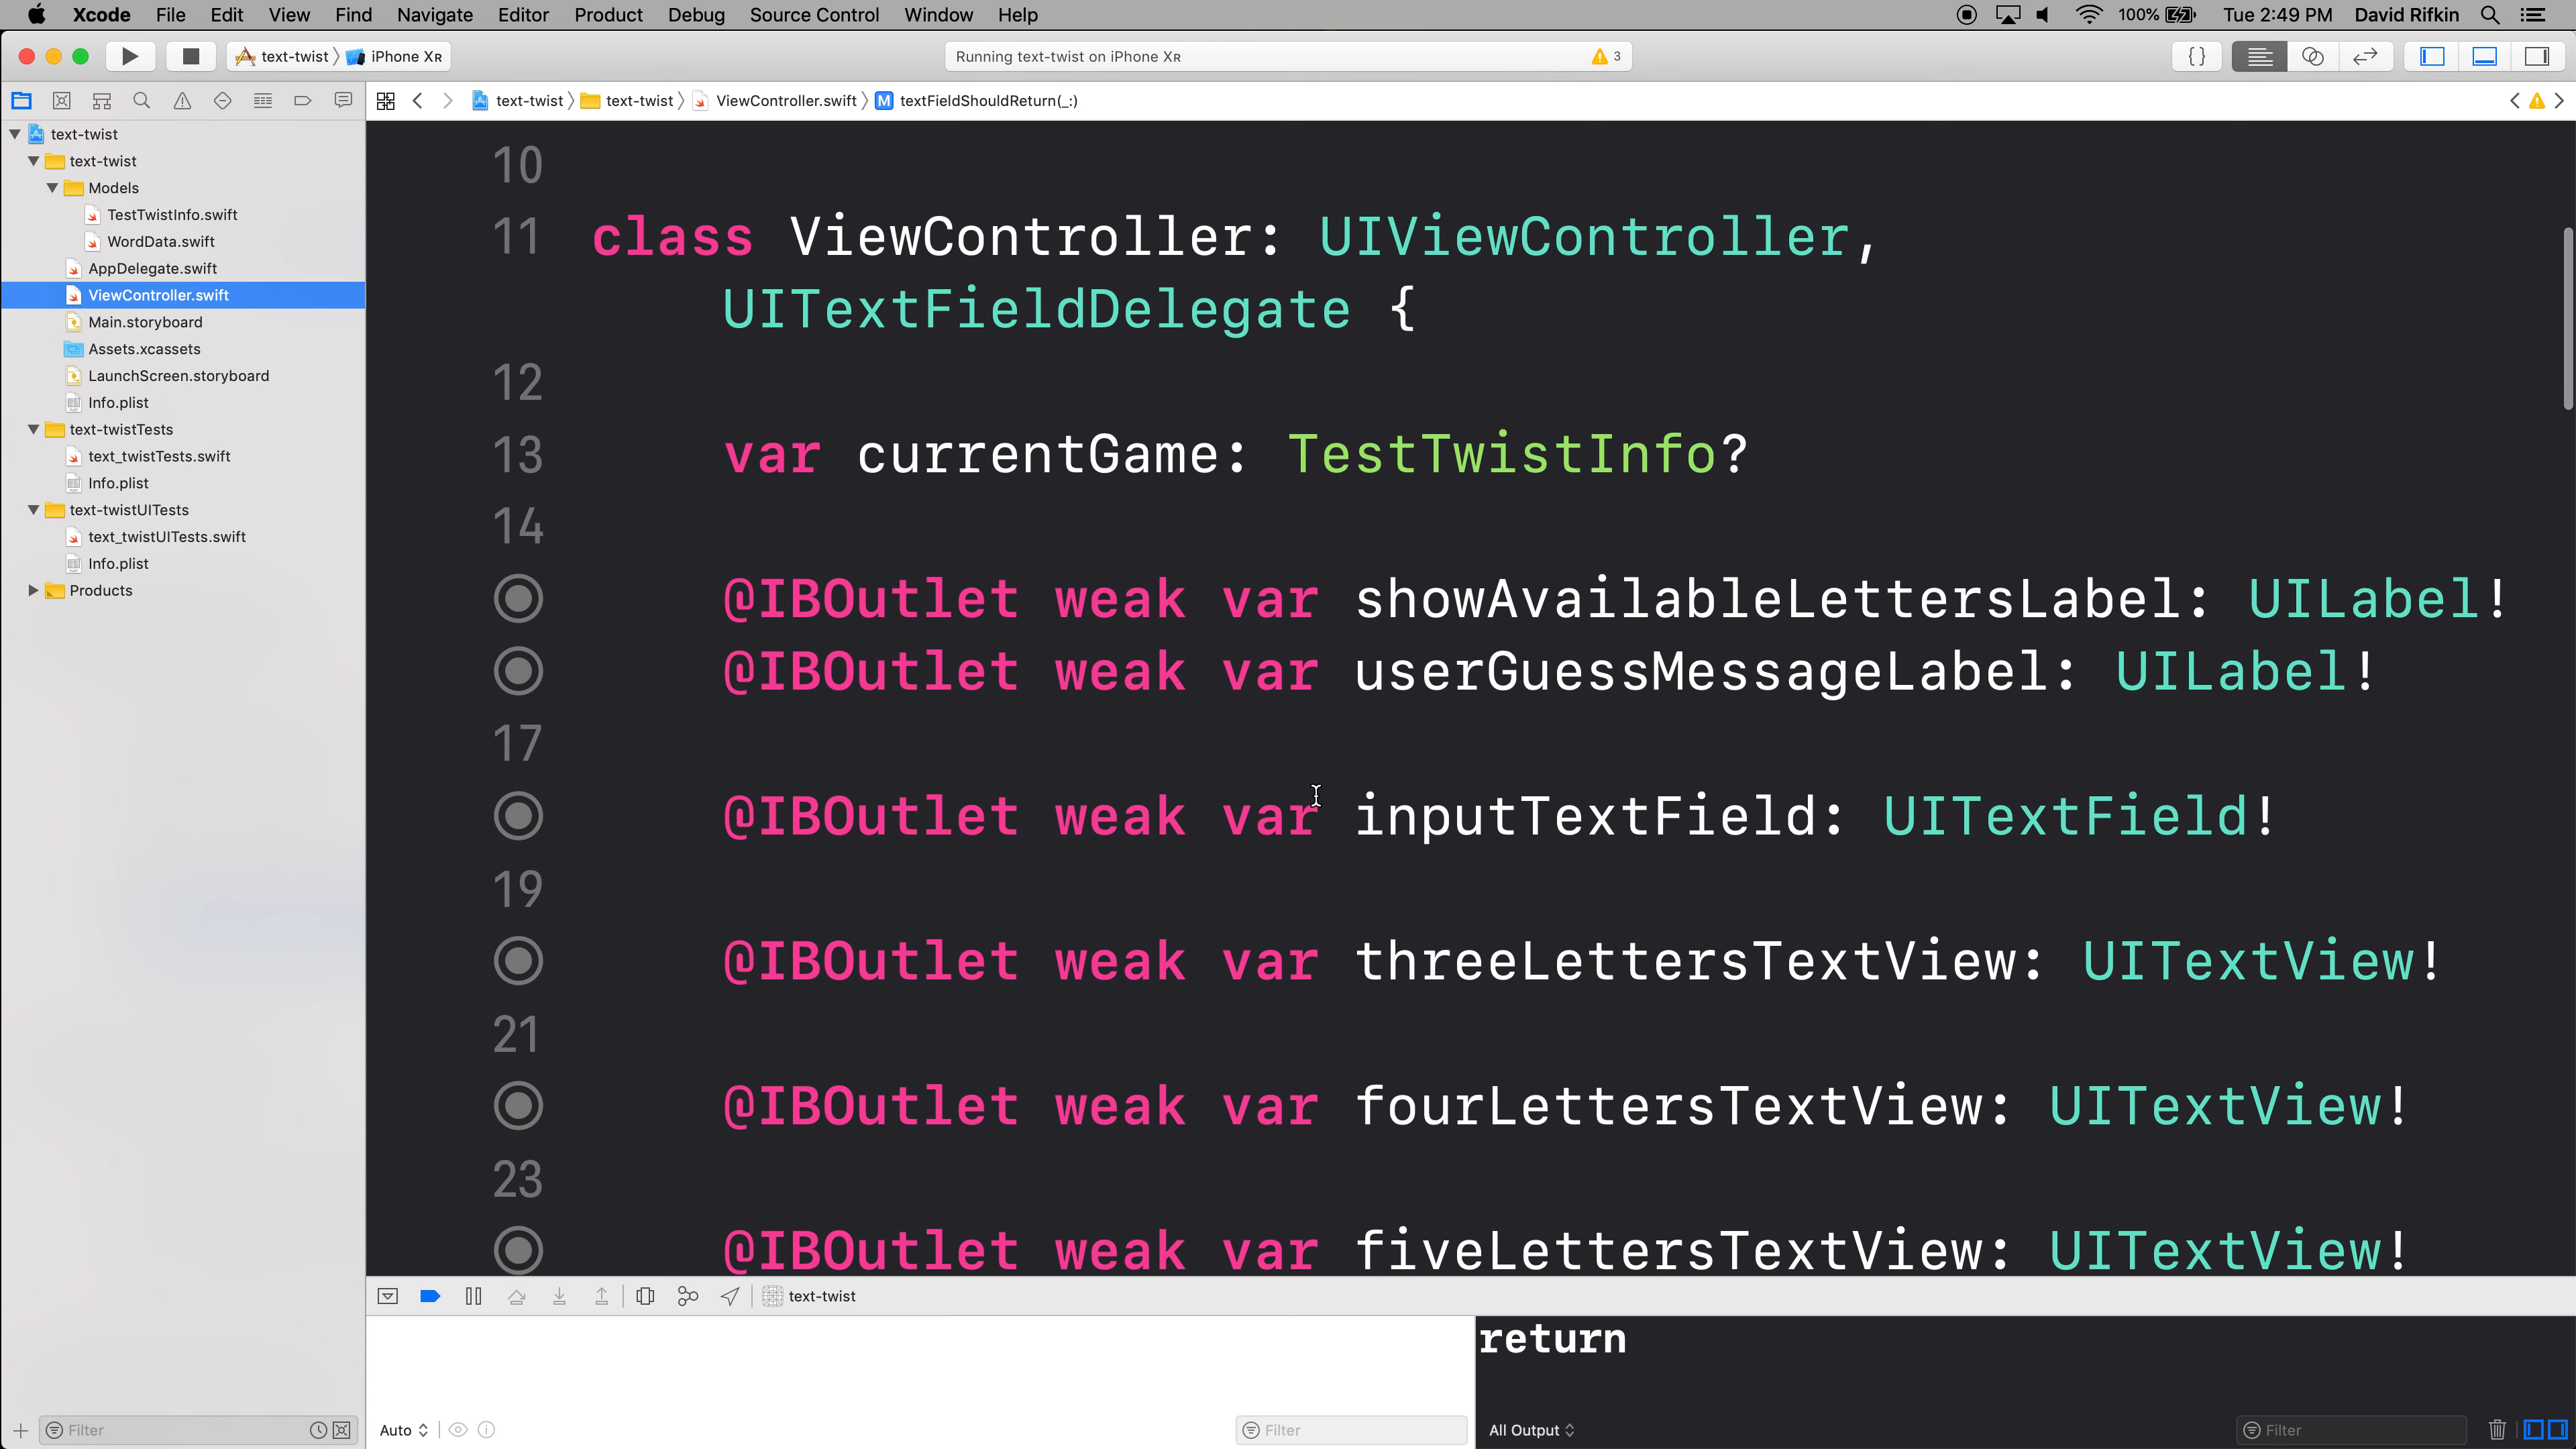 Xcode File Edit View Find Navigate Editor Product Debug Source Control Window Help 100% Tue 2:49 PM David Rifkin
text-twist iPhone XR Running text-twist on iPhone XR 3 {}
text-twist text-twist ViewController.swift M textFieldShouldReturn(_:)
text-twist
text-twist
Models
TestTwistInfo.swift
WordData.swift
AppDelegate.swift
ViewController.swift
Main.storyboard
Assets.xcassets
LaunchScreen.storyboard
Info.plist
text-twistTests
text_twistTests.swift
Info.plist
text-twistUITests
text_twistUITests.swift
Info.plist
Products
Filter
10
11 class ViewController: UIViewController,
UITextFieldDelegate {
12
13 var currentGame: TestTwistInfo?
14
@IBOutlet weak var showAvailableLettersLabel: UILabel!
@IBOutlet weak var userGuessMessageLabel: UILabel!
17
@IBOutlet weak var inputTextField: UITextField!
19
@IBOutlet weak var threeLettersTextView: UITextView!
21
@IBOutlet weak var fourLettersTextView: UITextView!
23
@IBOutlet weak var fiveLettersTextView: UITextView!
text-twist
return
Auto Filter All Output Filter